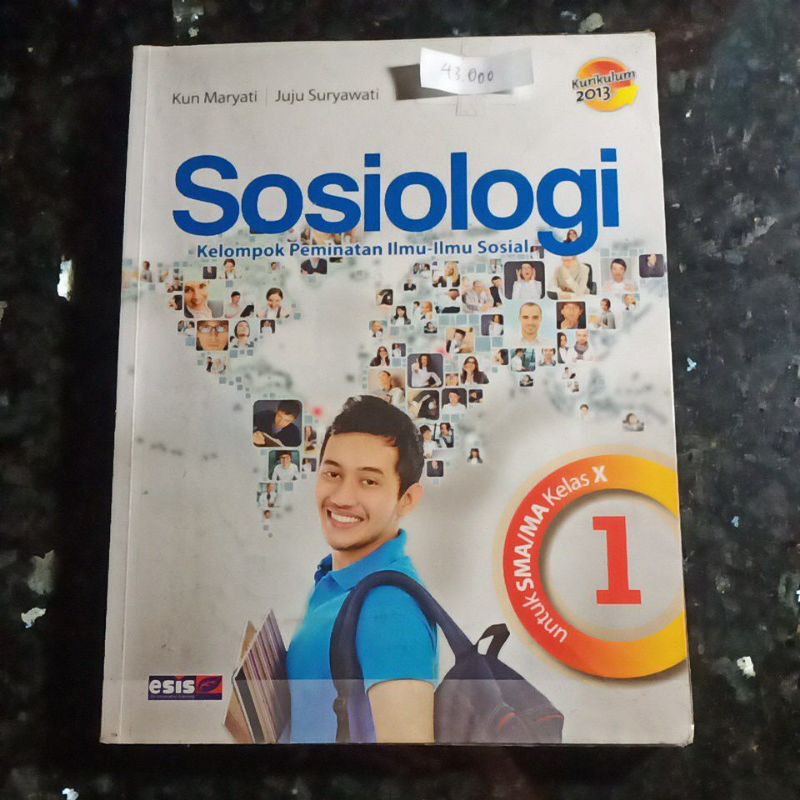 43.000
Kun Maryati | Juju Suryawati
Kurikulum
2013
Sosiologi
Kelompok Peminatan Ilmu-Ilmu Sosial
untuk SMA/MA Kelas X
1
esis